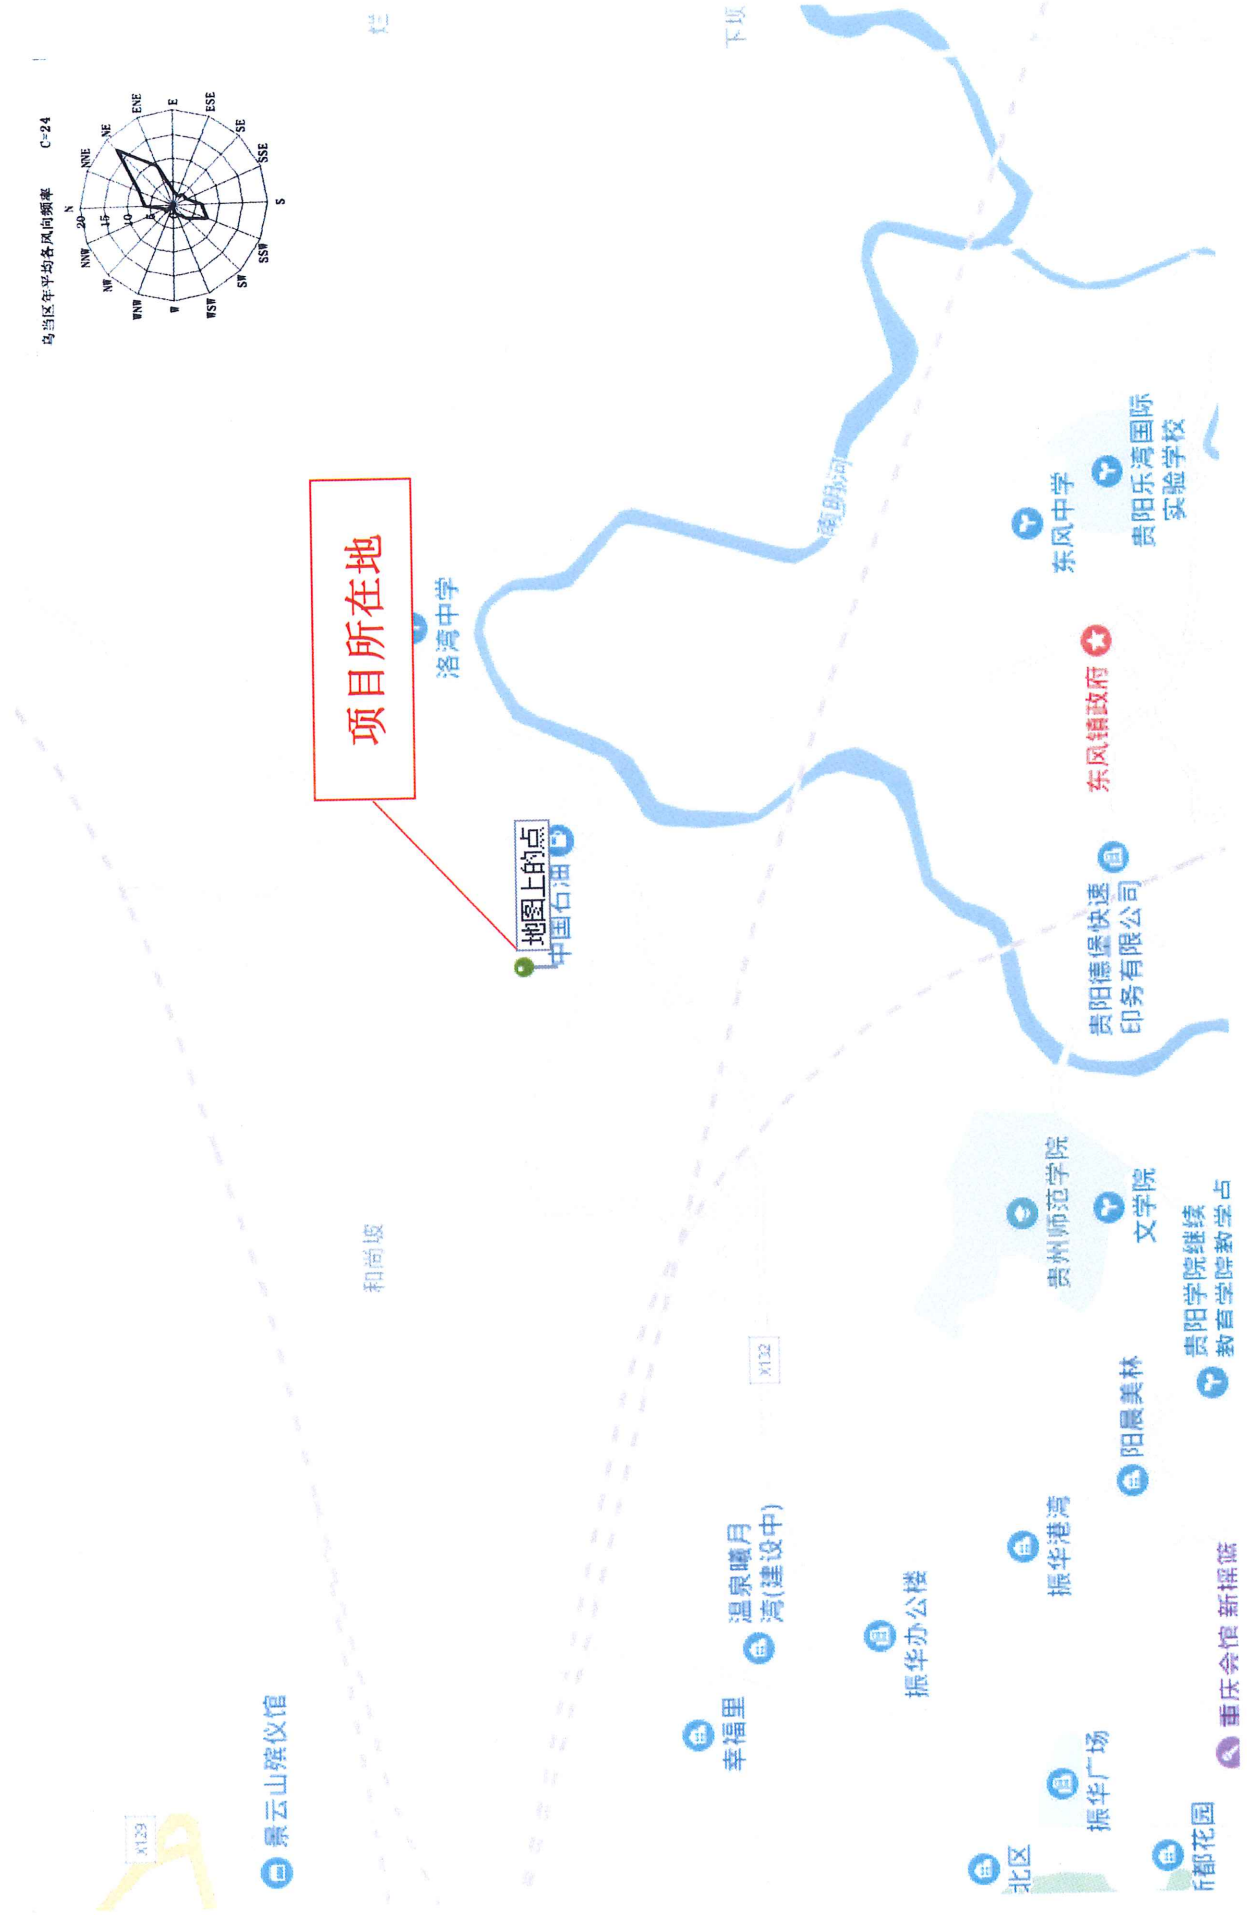 乌当区年平均各风向频率 C=24
N
NNE
NE
ENE
E
ESE
SE
SSE
S
SSW
SW
WSW
W
WNW
NW
NNW
20
15
10
5
烂
下坝
项目所在地
洛湾中学
地图上的点
中国石油
南明河
东风中学
贵阳乐湾国际
实验学校
东风镇政府
贵阳德堡快速
印务有限公司
和尚坡
X132
贵州师范学院
文学院
贵阳学院继续
教育学院教学点
阳晨美林
振华港湾
温泉曦月
湾(建设中)
振华办公楼
幸福里
重庆会馆 新摇篮
振华广场
北区
都花园
景云山殡仪馆
X129